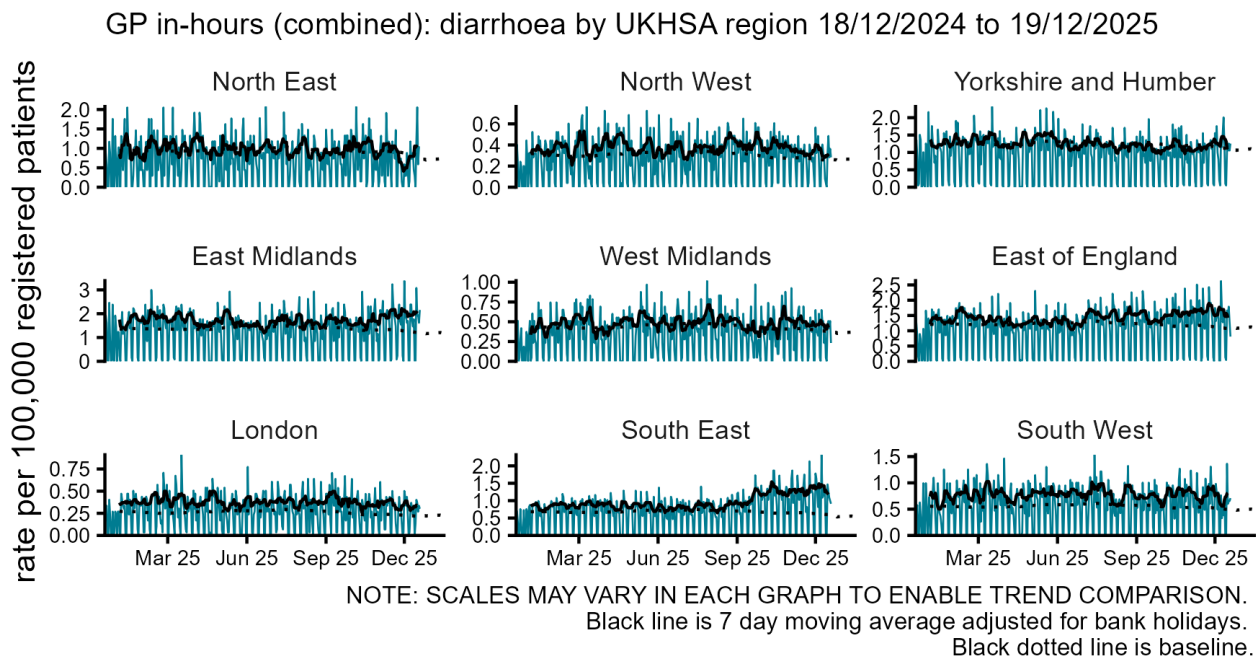 GP in-hours (combined): diarrhoea by UKHSA region 18/12/2024 to 19/12/2025
rate per 100,000 registered patients
North East
2.0
1.5
1.0
0.5
0.0
North West
0.6
0.4
0.2
0.0
Yorkshire and Humber
2.0
1.5
1.0
0.5
0.0
East Midlands
3
2
1
0
West Midlands
1.00
0.75
0.50
0.25
0.00
East of England
2.5
2.0
1.5
1.0
0.5
0.0
London
0.75
0.50
0.25
0.00
Mar 25 Jun 25 Sep 25 Dec 25
South East
2.0
1.5
1.0
0.5
0.0
Mar 25 Jun 25 Sep 25 Dec 25
South West
1.5
1.0
0.5
0.0
Mar 25 Jun 25 Sep 25 Dec 25
NOTE: SCALES MAY VARY IN EACH GRAPH TO ENABLE TREND COMPARISON.
Black line is 7 day moving average adjusted for bank holidays.
Black dotted line is baseline.